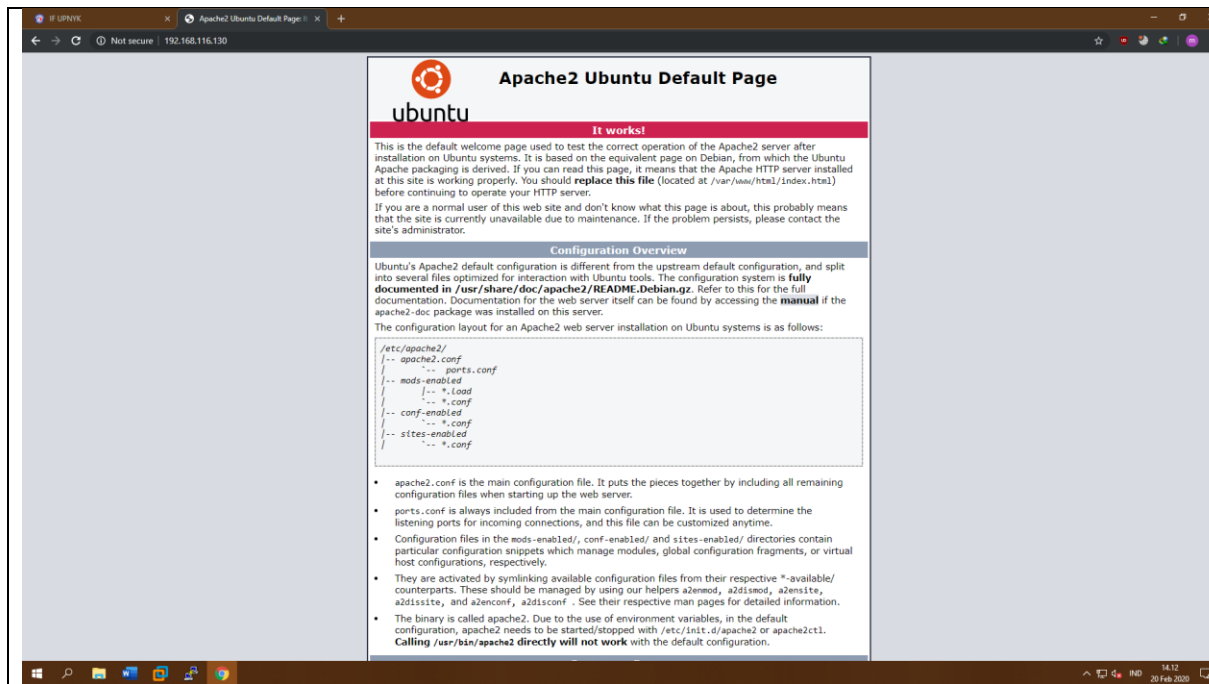 IF UPNYK
Apache2 Ubuntu Default Page: It
Not secure | 192.168.116.130
ubuntu
Apache2 Ubuntu Default Page
It works!
This is the default welcome page used to test the correct operation of the Apache2 server after
installation on Ubuntu systems. It is based on the equivalent page on Debian, from which the Ubuntu
Apache packaging is derived. If you can read this page, it means that the Apache HTTP server installed
at this site is working properly. You should replace this file (located at /var/www/html/index.html)
before continuing to operate your HTTP server.
If you are a normal user of this web site and don't know what this page is about, this probably means
that the site is currently unavailable due to maintenance. If the problem persists, please contact the
site's administrator.
Configuration Overview
Ubuntu's Apache2 default configuration is different from the upstream default configuration, and split
into several files optimized for interaction with Ubuntu tools. The configuration system is fully
documented in /usr/share/doc/apache2/README.Debian.gz. Refer to this for the full
documentation. Documentation for the web server itself can be found by accessing the manual if the
apache2-doc package was installed on this server.
The configuration layout for an Apache2 web server installation on Ubuntu systems is as follows:
/etc/apache2/
|-- apache2.conf
|       `-- ports.conf
|-- mods-enabled
|       |-- *.load
|       `-- *.conf
|-- conf-enabled
|       `-- *.conf
|-- sites-enabled
|       `-- *.conf
• apache2.conf is the main configuration file. It puts the pieces together by including all remaining
configuration files when starting up the web server.
• ports.conf is always included from the main configuration file. It is used to determine the
listening ports for incoming connections, and this file can be customized anytime.
• Configuration files in the mods-enabled/, conf-enabled/ and sites-enabled/ directories contain
particular configuration snippets which manage modules, global configuration fragments, or virtual
host configurations, respectively.
• They are activated by symlinking available configuration files from their respective *-available/
counterparts. These should be managed by using our helpers a2enmod, a2dismod, a2ensite,
a2dissite, and a2enconf, a2disconf . See their respective man pages for detailed information.
• The binary is called apache2. Due to the use of environment variables, in the default
configuration, apache2 needs to be started/stopped with /etc/init.d/apache2 or apache2ctl.
Calling /usr/bin/apache2 directly will not work with the default configuration.
IND
14.12
20 Feb 2020